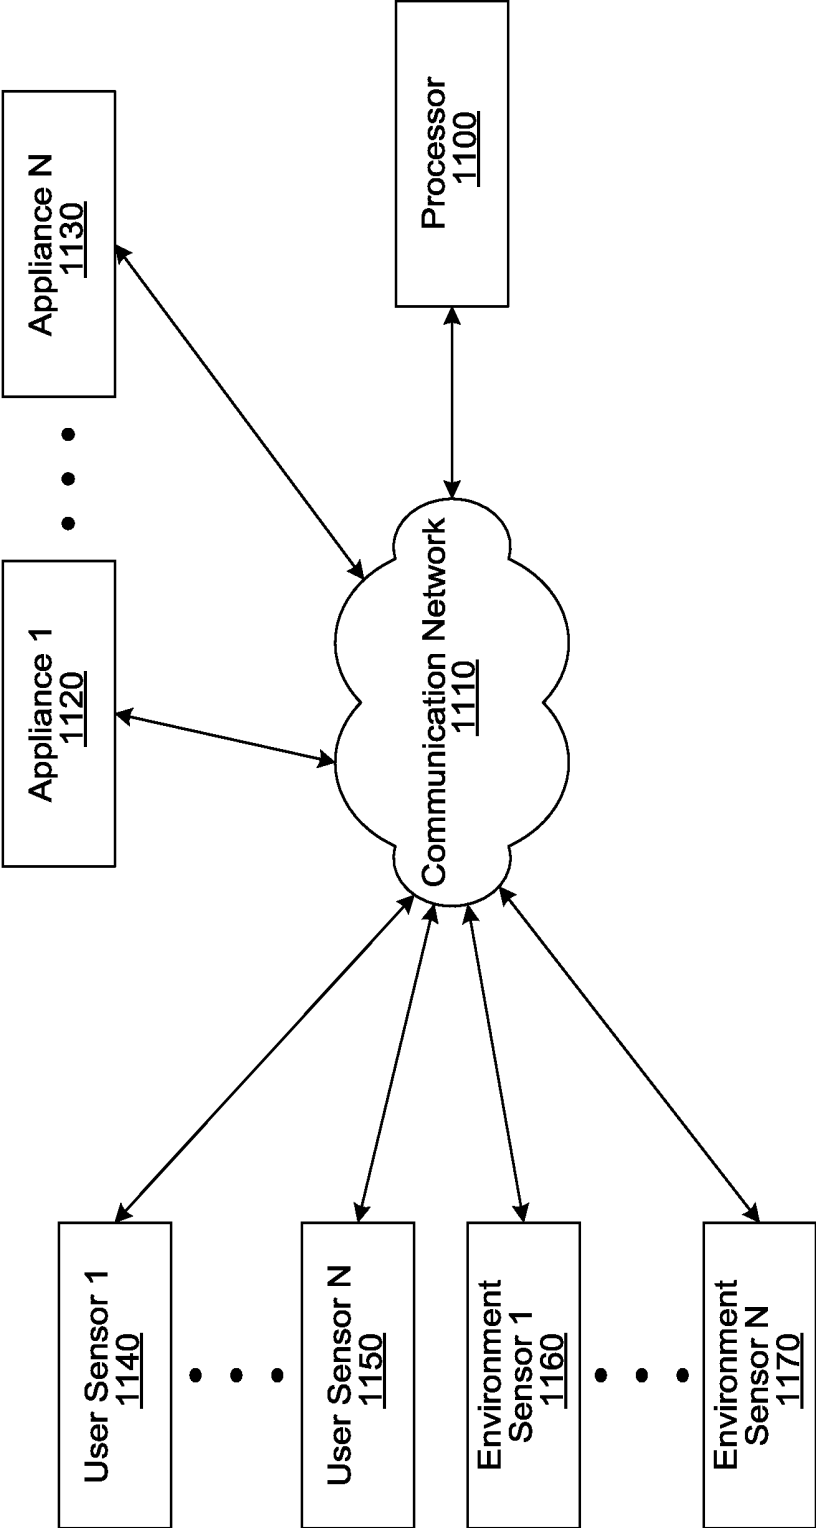 User Sensor 1
1140
User Sensor N
1150
Environment
Sensor 1
1160
Environment
Sensor N
1170
Appliance 1
1120
Appliance N
1130
Communication Network
1110
Processor
1100